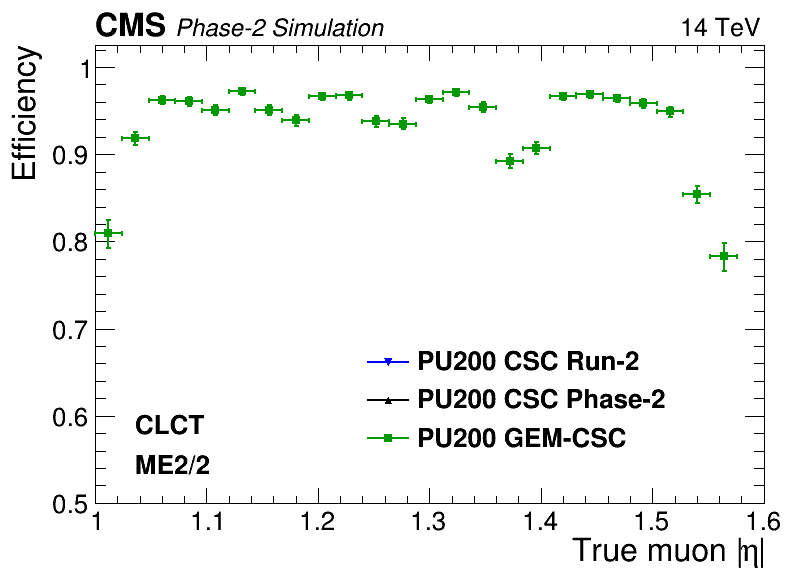 CMS Phase-2 Simulation 14 TeV
Efficiency
1
0.9
0.8
0.7
0.6
0.5
PU200 CSC Run-2
PU200 CSC Phase-2
PU200 GEM-CSC
CLCT
ME2/2
1 1.1 1.2 1.3 1.4 1.5 1.6
True muon |η|